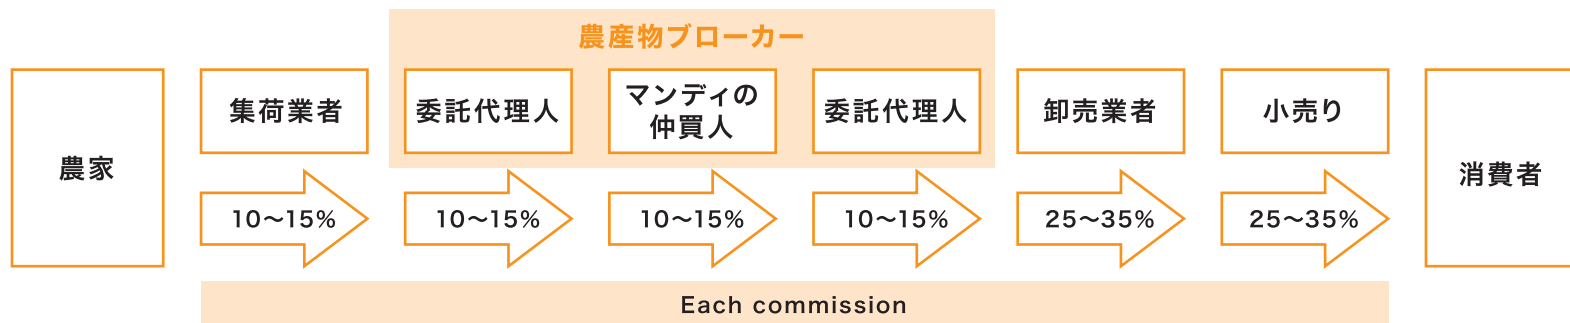 農産物ブローカー
農家
集荷業者
委託代理人
マンディの
仲買人
委託代理人
卸売業者
小売り
消費者
10〜15%
10〜15%
10〜15%
10〜15%
25〜35%
25〜35%
Each commission